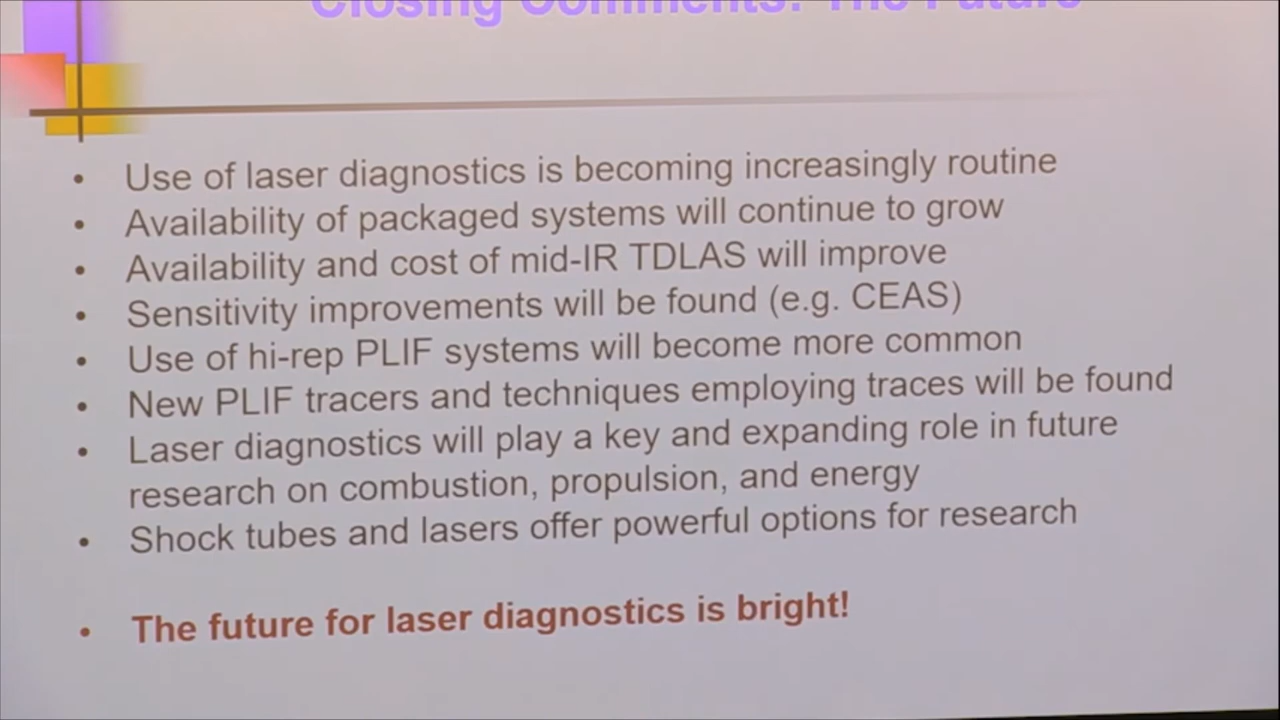 Closing Comments: The Future
• Use of laser diagnostics is becoming increasingly routine
• Availability of packaged systems will continue to grow
• Availability and cost of mid-IR TDLAS will improve
• Sensitivity improvements will be found (e.g. CEAS)
• Use of hi-rep PLIF systems will become more common
• New PLIF tracers and techniques employing traces will be found
• Laser diagnostics will play a key and expanding role in future
research on combustion, propulsion, and energy
• Shock tubes and lasers offer powerful options for research
• The future for laser diagnostics is bright!